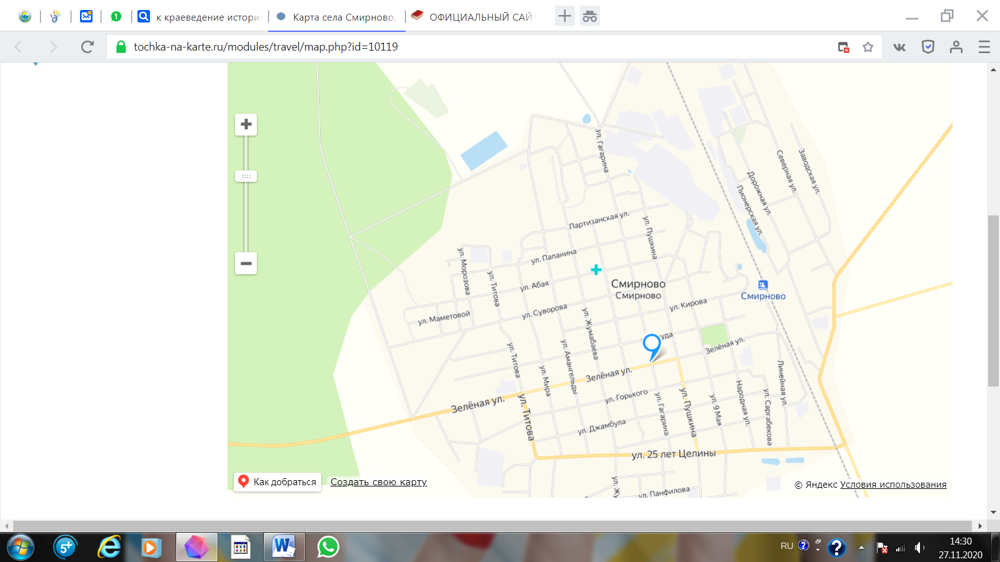 1
к краеведение истори
Карта села Смирново,
ОФИЦИАЛЬНЫЙ САЙТ
tochka-na-karte.ru/modules/travel/map.php?id=10119
ул. Гагарина
Заводская ул.
Северная ул.
Дорожная ул.
Пионерская ул.
Партизанская ул.
ул. Пушкина
ул. Папанина
ул. Морозова
ул. Титова
ул. Абая
Смирново
Смирново
Смирново
ул. Маметовой
ул. Суворова
ул. Кирова
ул. Жумабаева
уда
Зелёная ул.
ул. Титова
ул. Амангельды
ул. Мира
Зелёная ул.
Зелёная ул.
ул. Горького
ул. Титова
ул. Гагарина
ул. Пушкина
ул. 9 Мая
Народная ул.
ул. Саргабекова
Линейная ул.
ул. Джамбула
ул. 25 лет Целины
ул. Жу
ул. Панфилова
Как добраться
Создать свою карту
© Яндекс Условия использования
5+
RU
14:30
27.11.2020